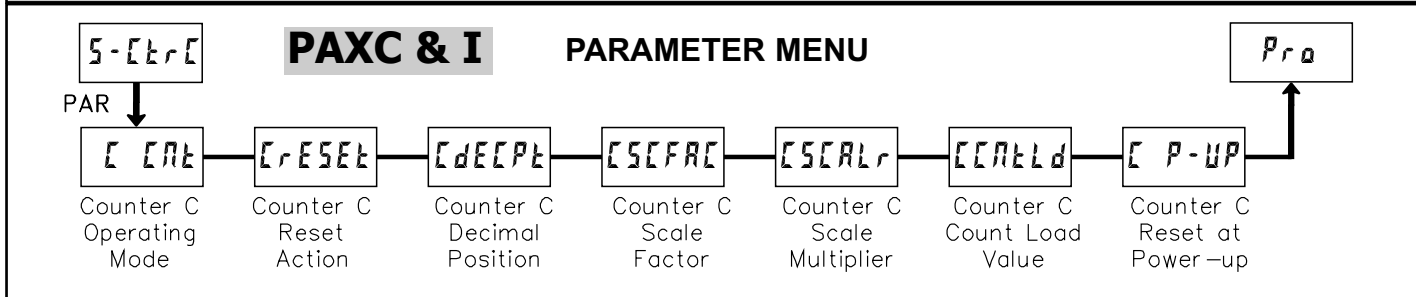 5-CtrC
PAXC & I PARAMETER MENU
Pro
PAR
C CNt
CrESEt
CdECPt
CSCFAC
CSCALr
CCNtLd
C P-UP
Counter C
Operating
Mode
Counter C
Reset
Action
Counter C
Decimal
Position
Counter C
Scale
Factor
Counter C
Scale
Multiplier
Counter C
Count Load
Value
Counter C
Reset at
Power-up